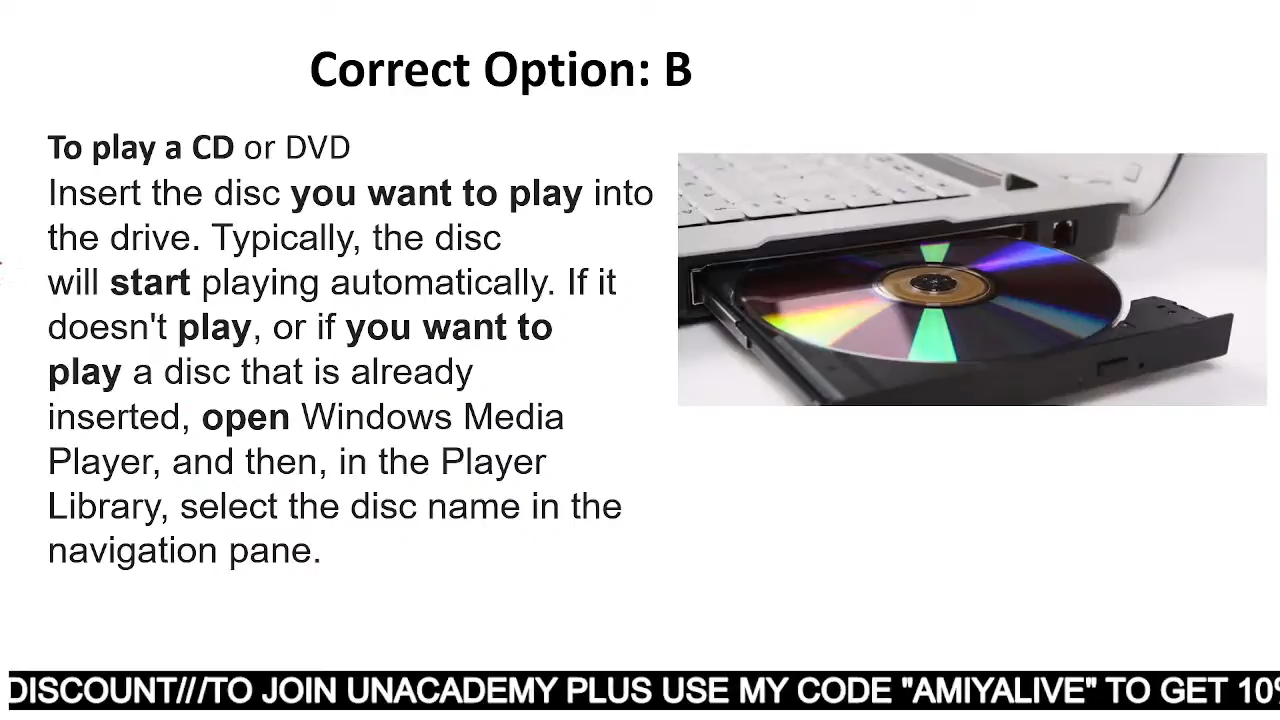 Correct Option: B
To play a CD or DVD
Insert the disc you want to play into
the drive. Typically, the disc
will start playing automatically. If it
doesn't play, or if you want to
play a disc that is already
inserted, open Windows Media
Player, and then, in the Player
Library, select the disc name in the
navigation pane.
DISCOUNT///TO JOIN UNACADEMY PLUS USE MY CODE "AMIYALIVE" TO GET 10%